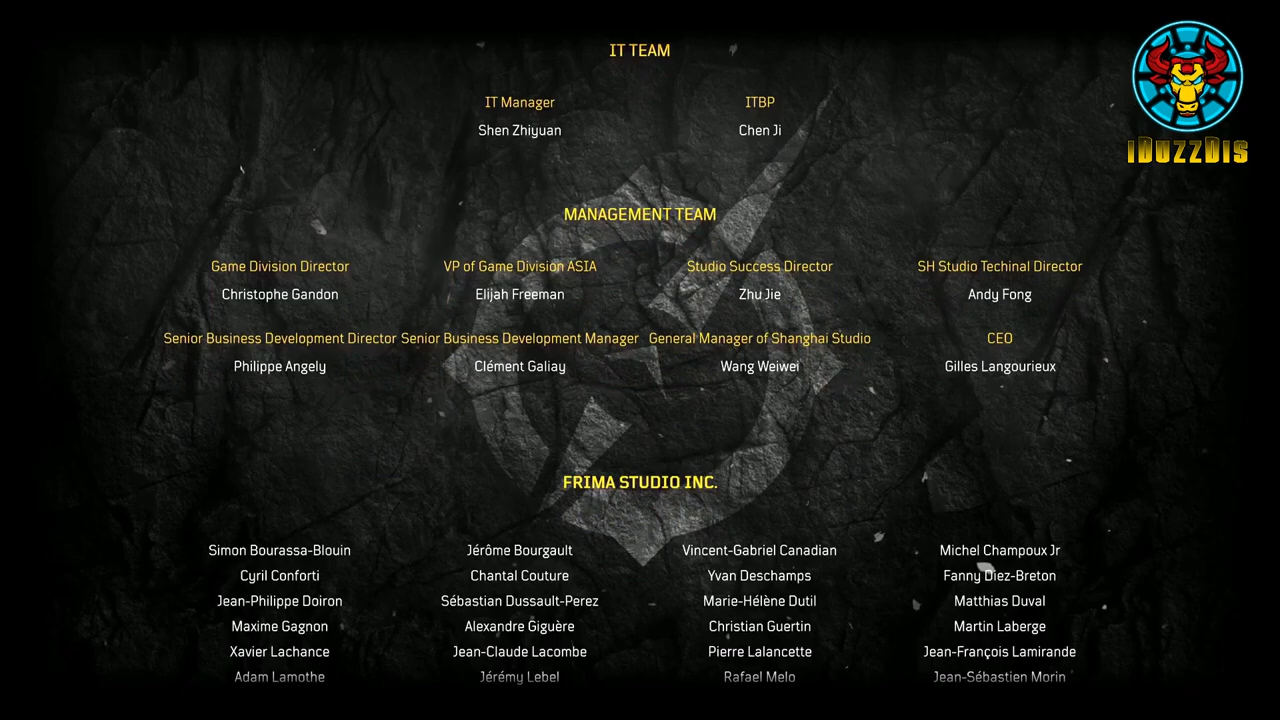 IT TEAM
IT Manager ITBP
Shen Zhiyuan Chen Ji
iDuzzDis
MANAGEMENT TEAM
Game Division Director VP of Game Division ASIA Studio Success Director SH Studio Techinal Director
Christophe Gandon Elijah Freeman Zhu Jie Andy Fong
Senior Business Development Director Senior Business Development Manager General Manager of Shanghai Studio CEO
Philippe Angely Clément Galiay Wang Weiwei Gilles Langourieux
FRIMA STUDIO INC.
Simon Bourassa-Blouin Jérôme Bourgault Vincent-Gabriel Canadian Michel Champoux Jr
Cyril Conforti Chantal Couture Yvan Deschamps Fanny Diez-Breton
Jean-Philippe Doiron Sébastian Dussault-Perez Marie-Hélène Dutil Matthias Duval
Maxime Gagnon Alexandre Giguère Christian Guertin Martin Laberge
Xavier Lachance Jean-Claude Lacombe Pierre Lalancette Jean-François Lamirande
Adam Lamothe Jérémy Lebel Rafael Melo Jean-Sébastien Morin